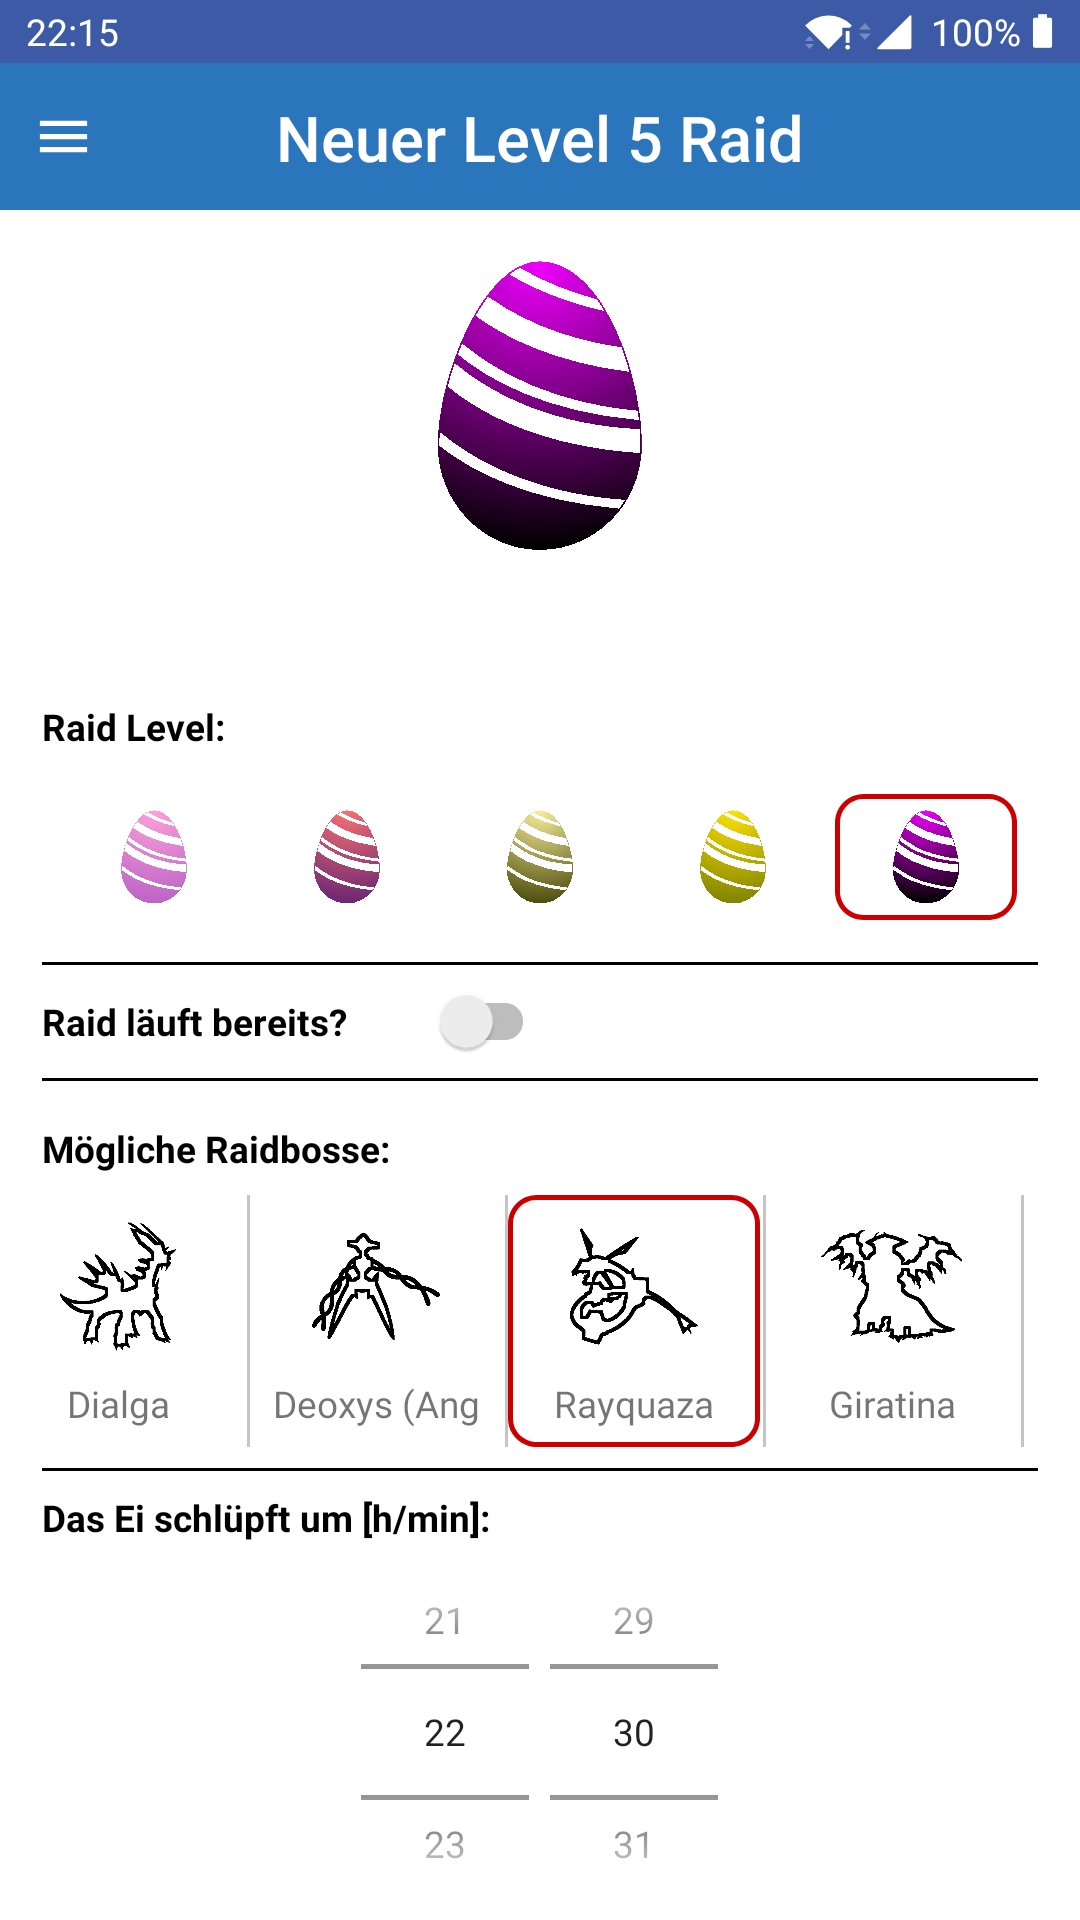 22:15
100%
Neuer Level 5 Raid
Raid Level:
Raid läuft bereits?
Mögliche Raidbosse:
Dialga
Deoxys (Ang
Rayquaza
Giratina
Das Ei schlüpft um [h/min]:
21 29
22 30
23 31